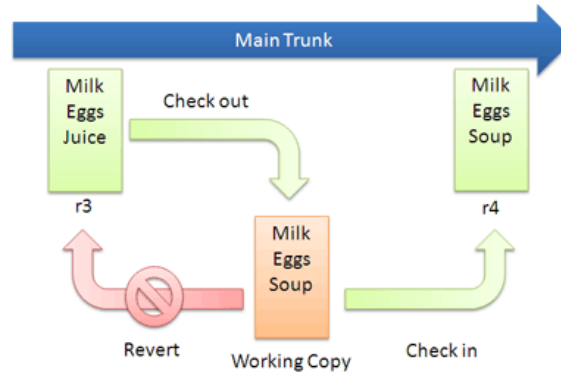 Main Trunk
Milk
Eggs
Juice
r3
Check out
Milk
Eggs
Soup
r4
Milk
Eggs
Soup
Working Copy
Revert
Check in